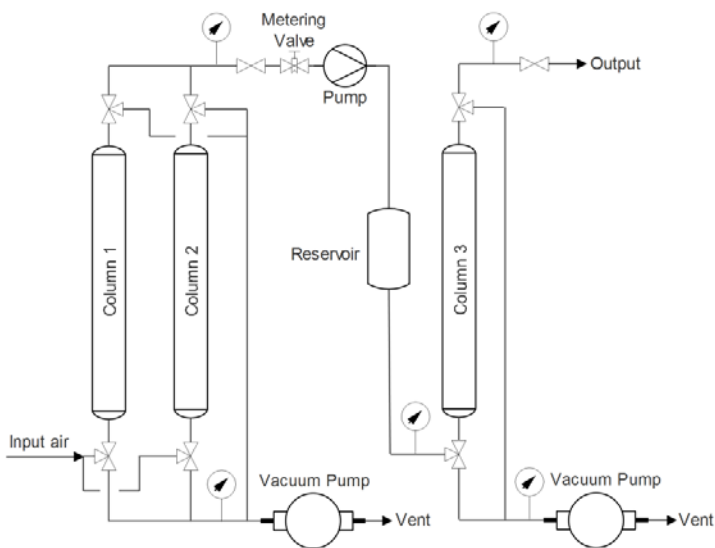 Metering
Valve
Pump
Output
Column 1
Column 2
Reservoir
Column 3
Input air
Vacuum Pump
Vent
Vacuum Pump
Vent